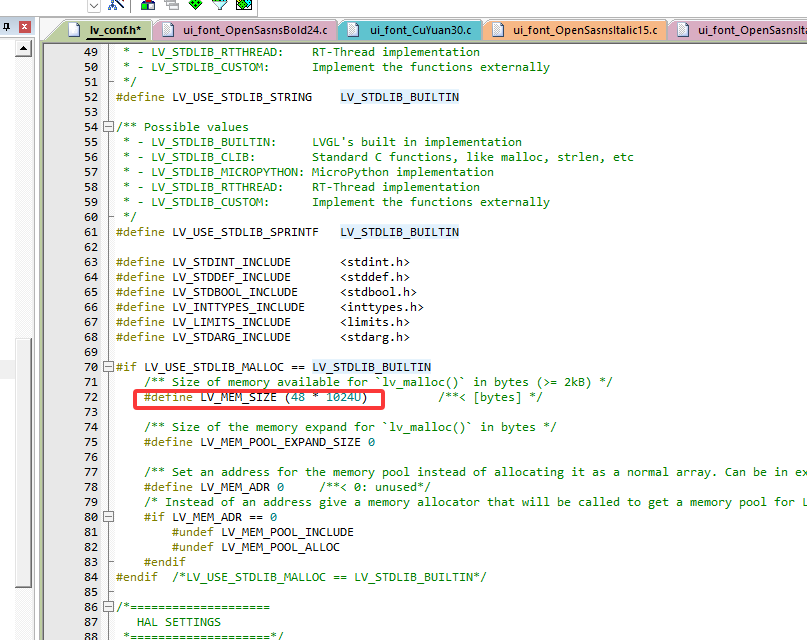 lv_conf.h* ui_font_OpenSasnsBold24.c ui_font_CuYuan30.c ui_font_OpenSasnsItalic15.c ui_font_OpenSasnsIta
49 * - LV_STDLIB_RTTHREAD: RT-Thread implementation
50 * - LV_STDLIB_CUSTOM: Implement the functions externally
51 */
52 #define LV_USE_STDLIB_STRING LV_STDLIB_BUILTIN
53
54 /** Possible values
55 * - LV_STDLIB_BUILTIN: LVGL's built in implementation
56 * - LV_STDLIB_CLIB: Standard C functions, like malloc, strlen, etc
57 * - LV_STDLIB_MICROPYTHON: MicroPython implementation
58 * - LV_STDLIB_RTTHREAD: RT-Thread implementation
59 * - LV_STDLIB_CUSTOM: Implement the functions externally
60 */
61 #define LV_USE_STDLIB_SPRINTF LV_STDLIB_BUILTIN
62
63 #define LV_STDINT_INCLUDE <stdint.h>
64 #define LV_STDDEF_INCLUDE <stddef.h>
65 #define LV_STDBOOL_INCLUDE <stdbool.h>
66 #define LV_INTTYPES_INCLUDE <inttypes.h>
67 #define LV_LIMITS_INCLUDE <limits.h>
68 #define LV_STDARG_INCLUDE <stdarg.h>
69
70 #if LV_USE_STDLIB_MALLOC == LV_STDLIB_BUILTIN
71 /** Size of memory available for `lv_malloc()` in bytes (>= 2kB) */
72 #define LV_MEM_SIZE (48 * 1024U) /**< [bytes] */
73
74 /** Size of the memory expand for `lv_malloc()` in bytes */
75 #define LV_MEM_POOL_EXPAND_SIZE 0
76
77 /** Set an address for the memory pool instead of allocating it as a normal array. Can be in ex
78 #define LV_MEM_ADR 0 /**< 0: unused*/
79 /* Instead of an address give a memory allocator that will be called to get a memory pool for L
80 #if LV_MEM_ADR == 0
81 #undef LV_MEM_POOL_INCLUDE
82 #undef LV_MEM_POOL_ALLOC
83 #endif
84 #endif /*LV_USE_STDLIB_MALLOC == LV_STDLIB_BUILTIN*/
85
86 /*====================
87 HAL SETTINGS
88 *====================*/